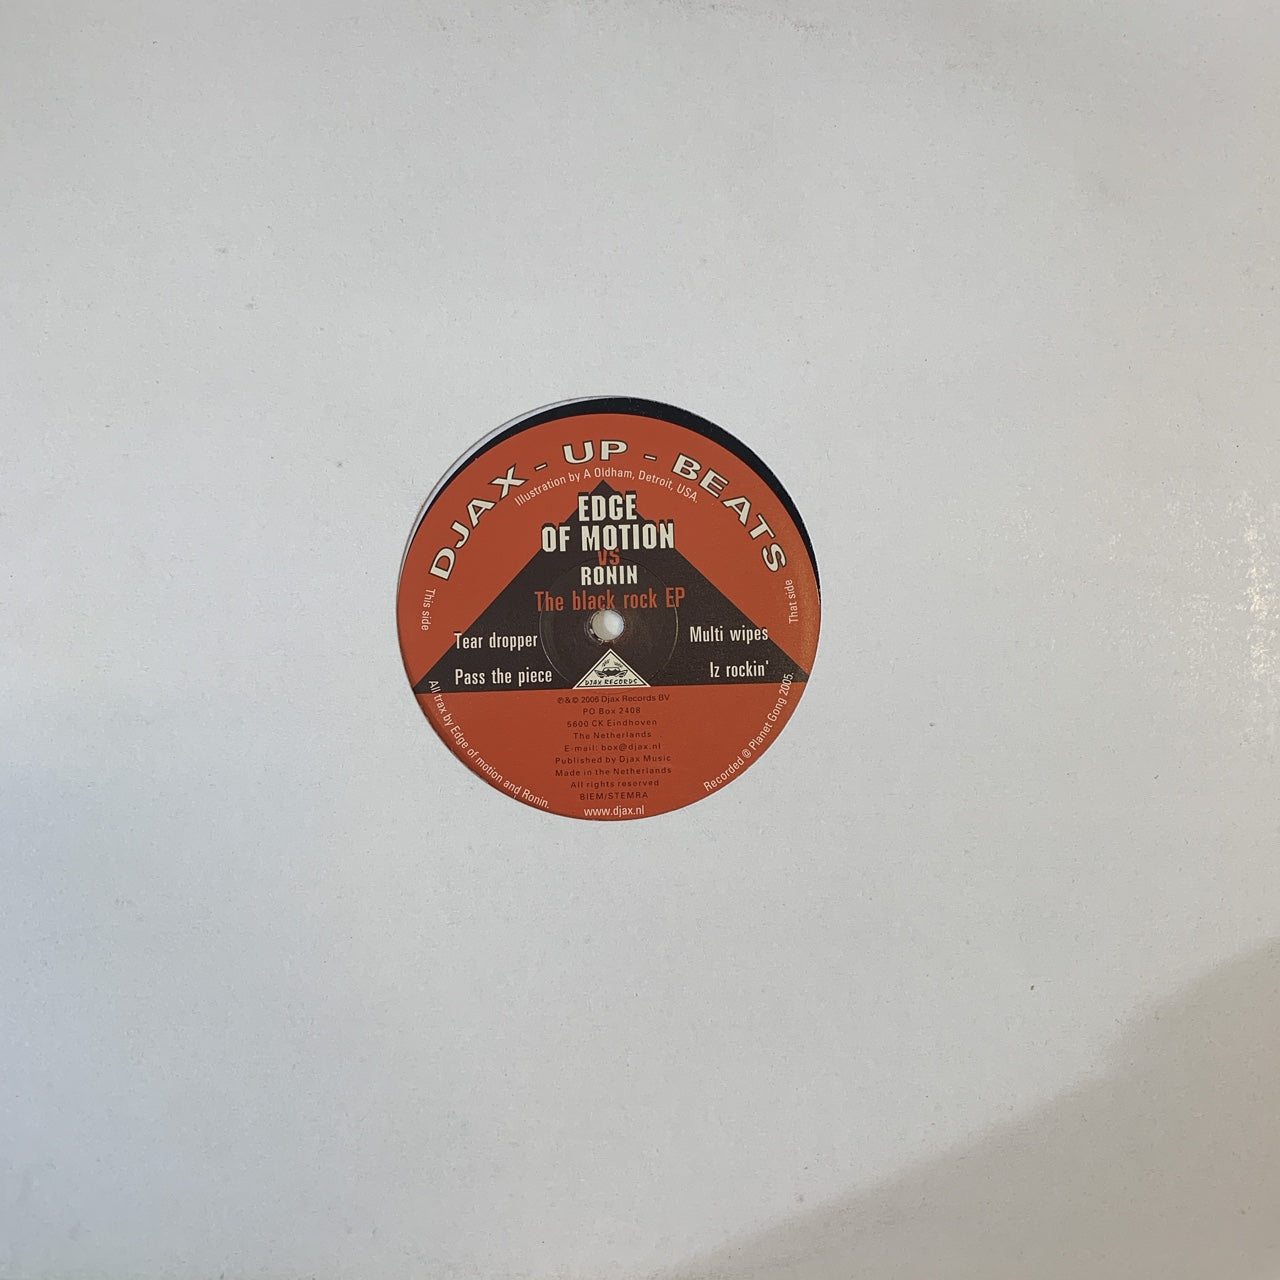 DJAX - UP - BEATS
Illustration by A Oldham, Detroit, USA.
EDGE
OF MOTION
VS
RONIN
The black rock EP
This side
That side
Tear dropper
Multi wipes
Pass the piece
Iz rockin'
DJAX RECORDS
All trax by Edge of motion and Ronin.
Recorded @ Planet Gong 2005.
℗&© 2006 Djax Records BV
PO Box 2408
5600 CK Eindhoven
The Netherlands
E-mail: box@djax.nl
Published by Djax Music
Made in the Netherlands
All rights reserved
BIEM/STEMRA
www.djax.nl